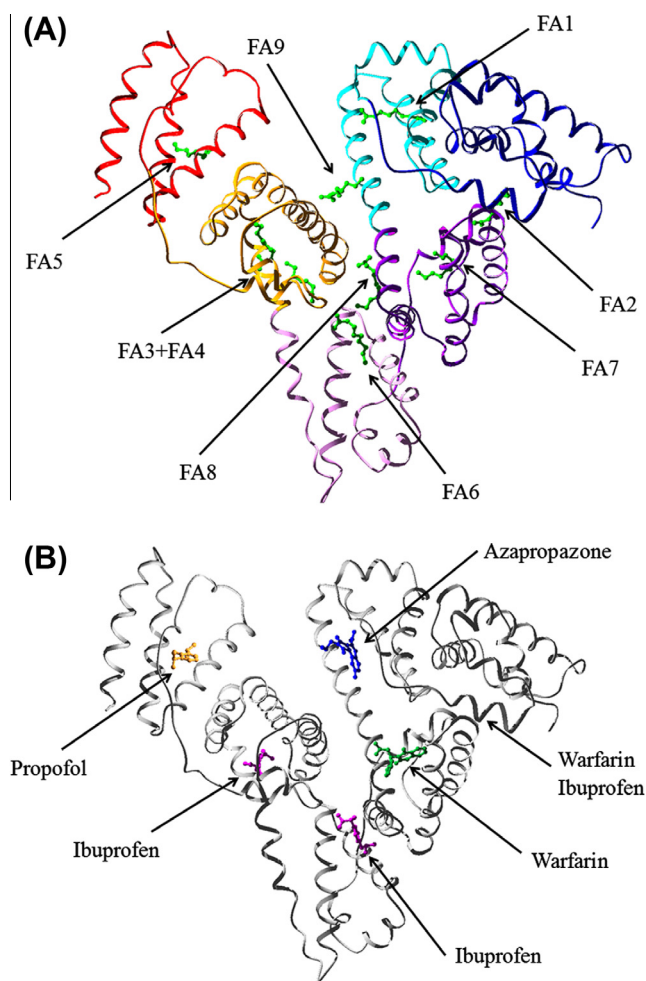 (A)
FA9
FA1
FA5
FA2
FA3+FA4
FA7
FA8
FA6
(B)
Azapropazone
Propofol
Warfarin
Ibuprofen
Ibuprofen
Warfarin
Ibuprofen